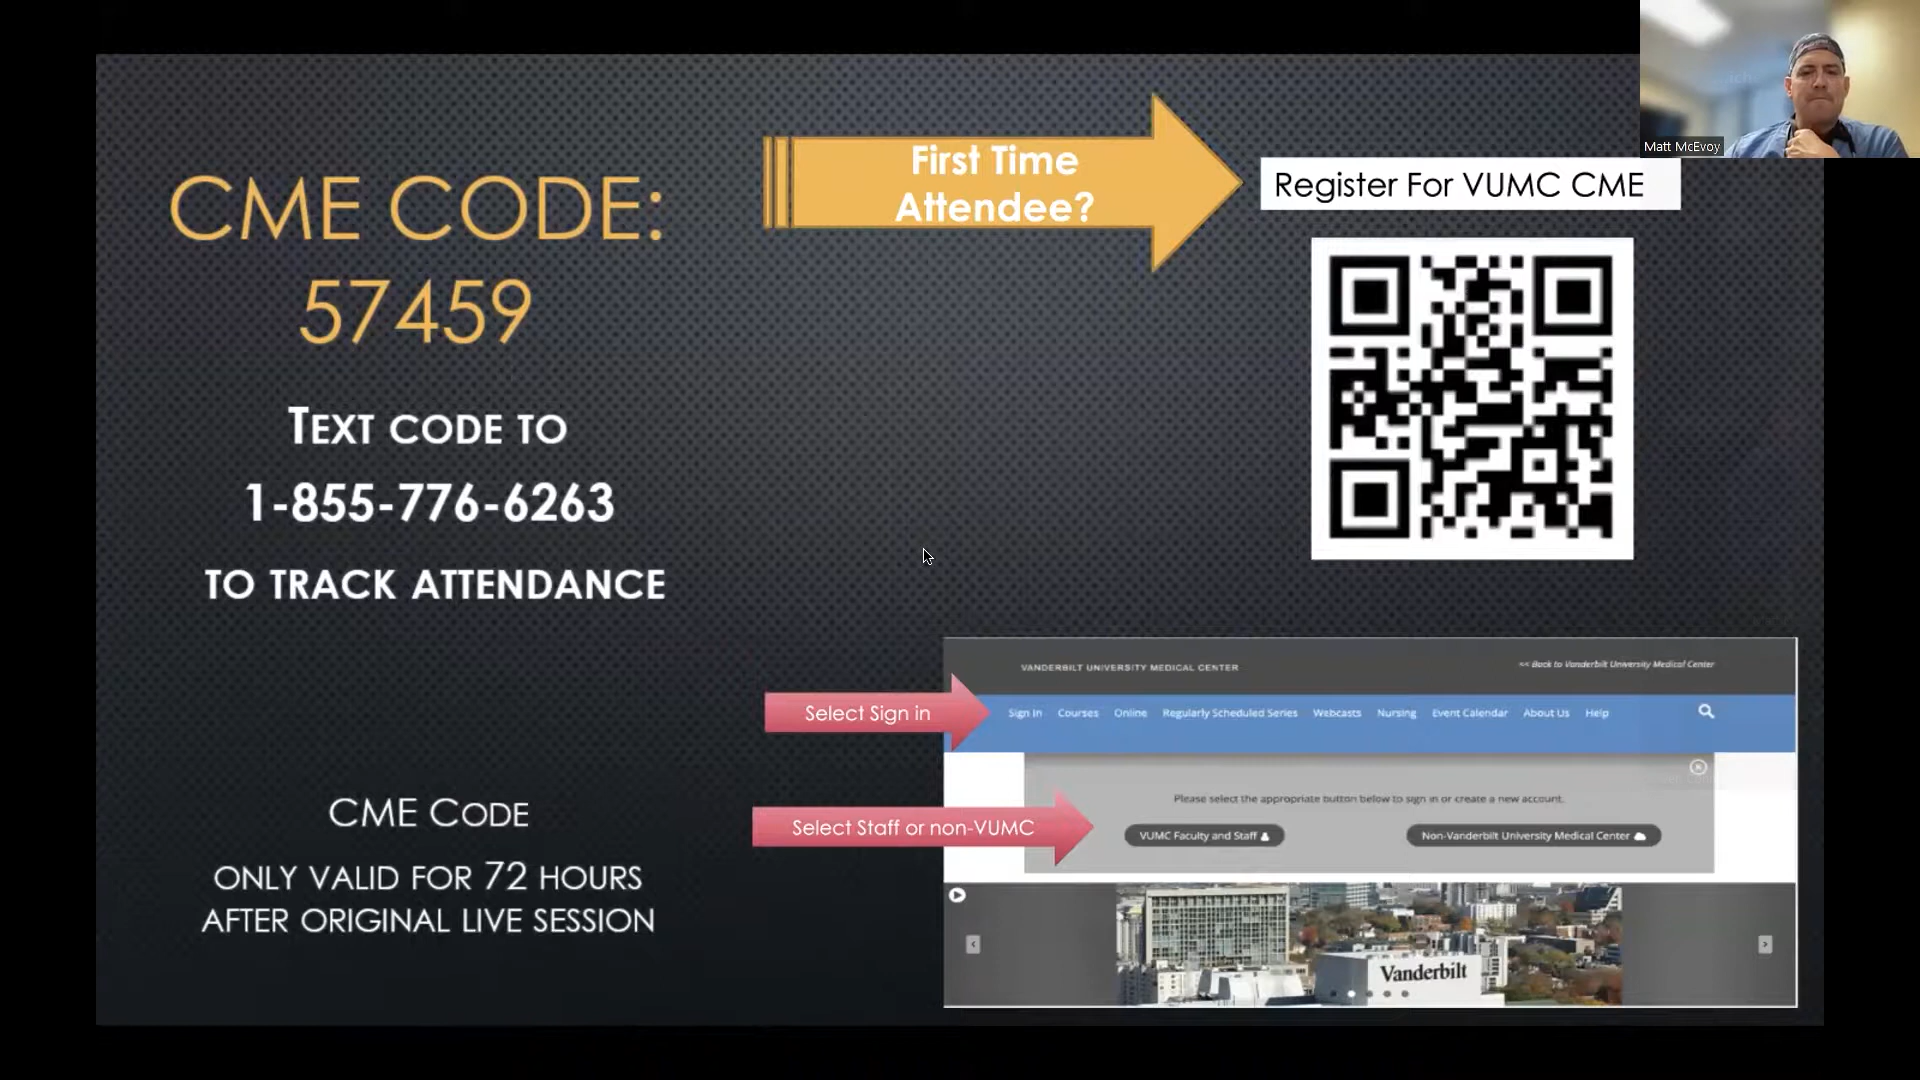 CME CODE:
57459
TEXT CODE TO
1-855-776-6263
TO TRACK ATTENDANCE
CME CODE
ONLY VALID FOR 72 HOURS
AFTER ORIGINAL LIVE SESSION
First Time
Attendee?
Register For VUMC CME
Matt McEvoy
Select Sign in
Select Staff or non-VUMC
VANDERBILT UNIVERSITY MEDICAL CENTER
<< Back to Vanderbilt University Medical Center
Sign In Courses Online Regularly Scheduled Series Webcasts Nursing Event Calendar About Us Help
Please select the appropriate button below to sign in or create a new account.
VUMC Faculty and Staff
Non-Vanderbilt University Medical Center
Vanderbilt